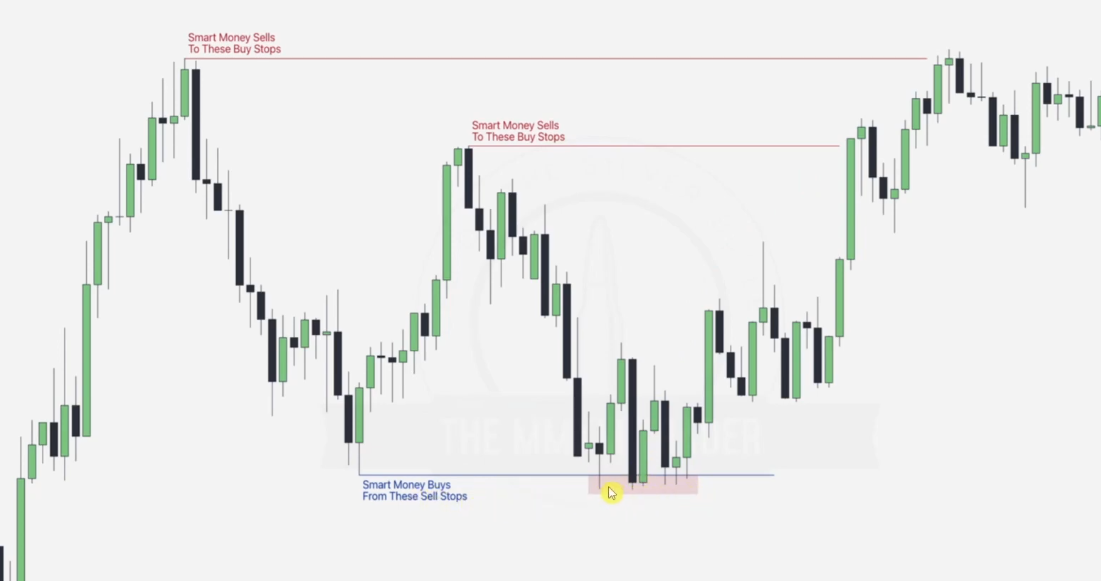 Smart Money Sells
To These Buy Stops
Smart Money Sells
To These Buy Stops
THE
Smart Money Buys
From These Sell Stops